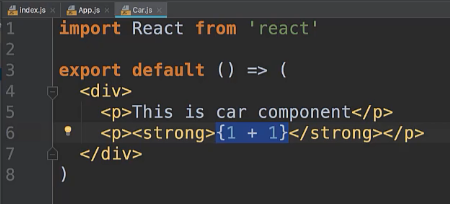 index.js App.js Car.js
1 import React from 'react'
2
3 export default () => (
4 <div>
5 <p>This is car component</p>
6 <p><strong>{1 + 1}</strong></p>
7 </div>
8 )